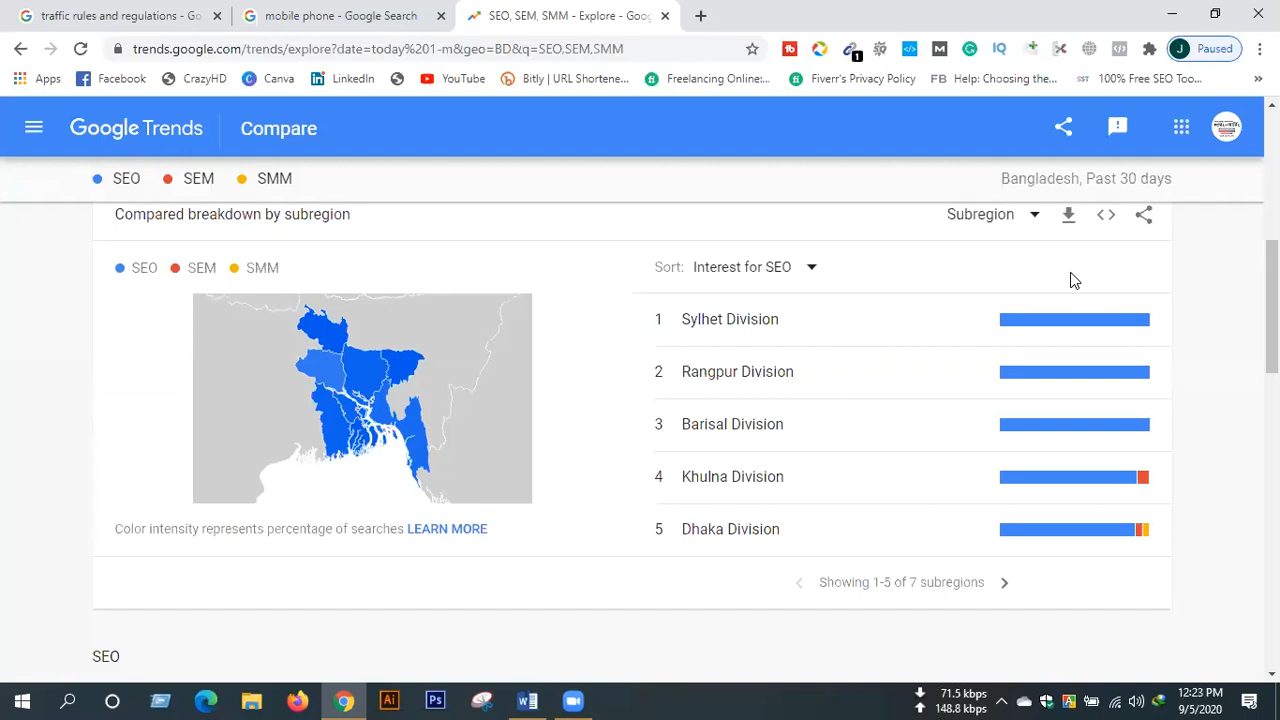 traffic rules and regulations - Go
mobile phone - Google Search
SEO, SEM, SMM - Explore - Goog
trends.google.com/trends/explore?date=today%201-m&geo=BD&q=SEO,SEM,SMM
1
J Paused
Apps
Facebook
CrazyHD
Canva
LinkedIn
YouTube
Bitly | URL Shortene...
Freelancing Online:...
Fiverr's Privacy Policy
FB Help: Choosing the...
SST 100% Free SEO Too...
Google Trends
Compare
SEO
SEM
SMM
Bangladesh, Past 30 days
Compared breakdown by subregion
Subregion
SEO
SEM
SMM
Sort: Interest for SEO
1 Sylhet Division
2 Rangpur Division
3 Barisal Division
4 Khulna Division
5 Dhaka Division
Color intensity represents percentage of searches LEARN MORE
Showing 1-5 of 7 subregions
SEO
71.5 kbps
148.8 kbps
12:23 PM
9/5/2020